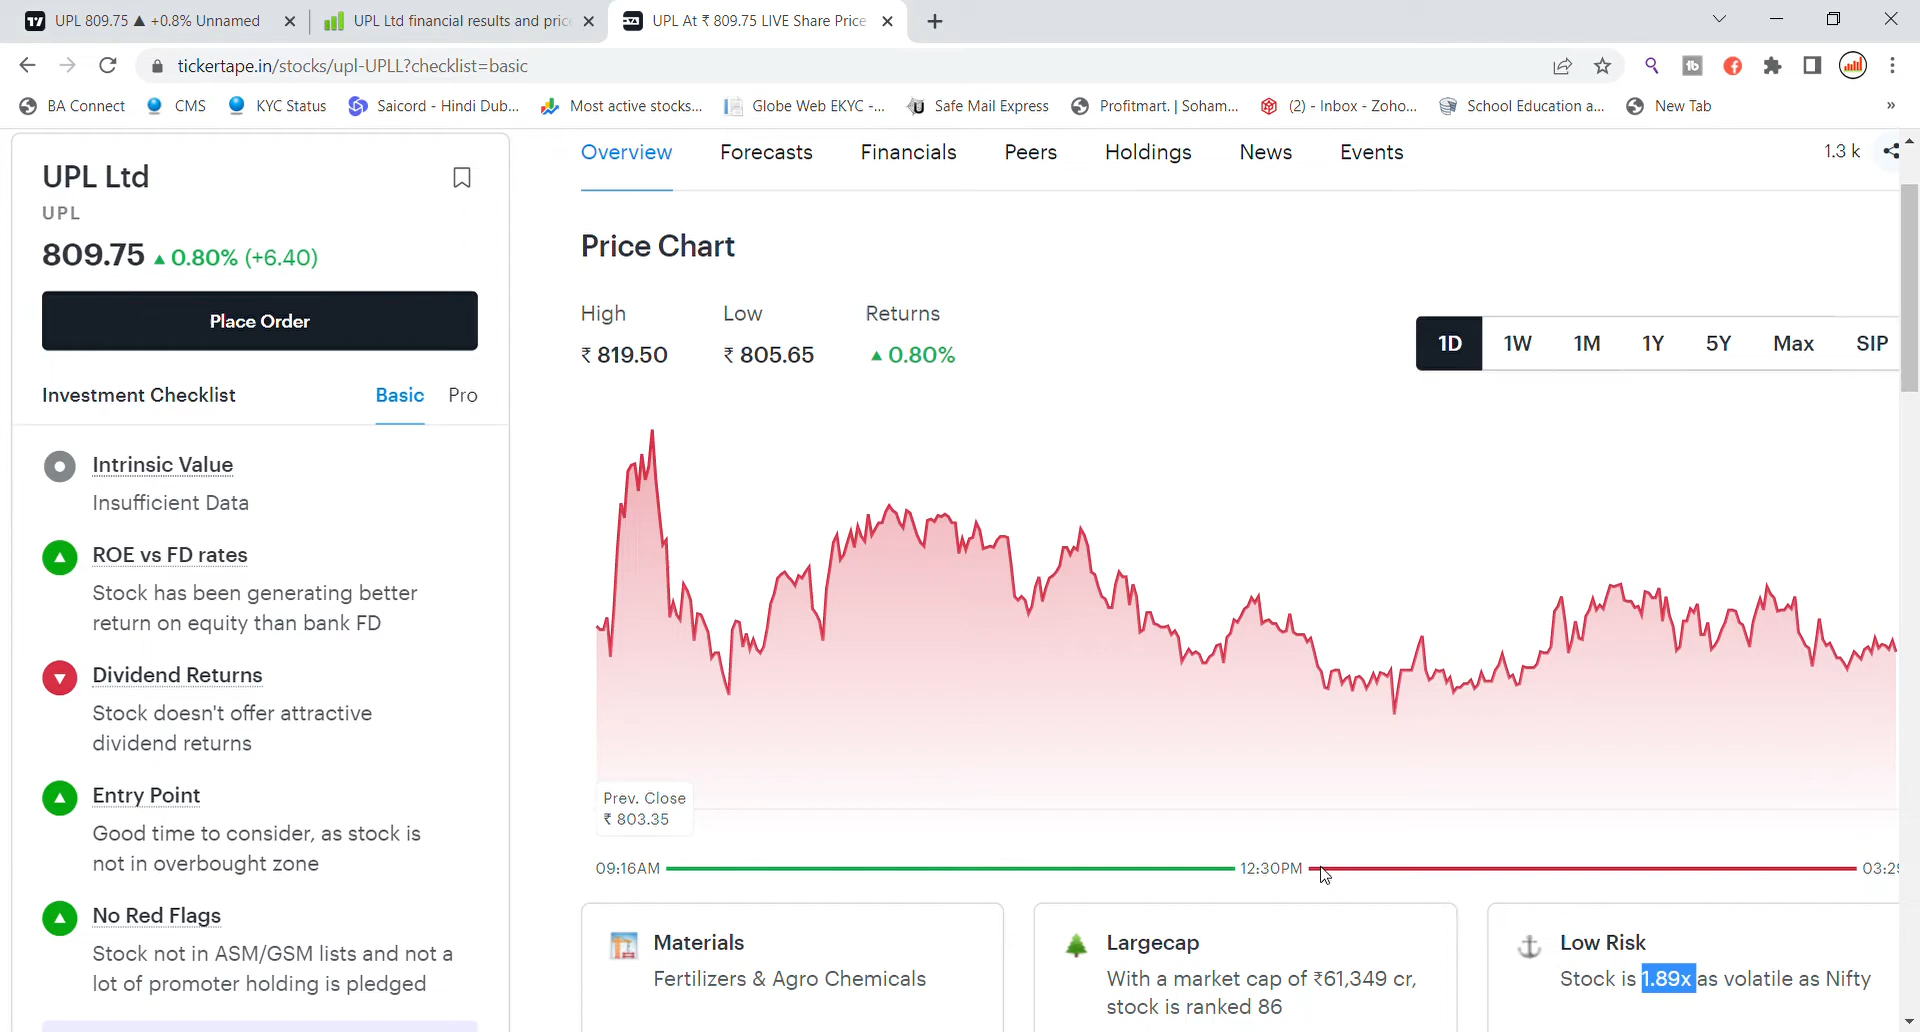 UPL 809.75 ▲ +0.8% Unnamed
UPL Ltd financial results and pric
UPL At ₹ 809.75 LIVE Share Price
tickertape.in/stocks/upl-UPLL?checklist=basic
BA Connect CMS KYC Status Saicord - Hindi Dub... Most active stocks... Globe Web EKYC -... Safe Mail Express Profitmart. | Soham... (2) - Inbox - Zoho... School Education a... New Tab »
UPL Ltd
UPL
809.75 ▲ 0.80% (+6.40)
Place Order
Investment Checklist Basic Pro
Intrinsic Value
Insufficient Data
ROE vs FD rates
Stock has been generating better
return on equity than bank FD
Dividend Returns
Stock doesn't offer attractive
dividend returns
Entry Point
Good time to consider, as stock is
not in overbought zone
No Red Flags
Stock not in ASM/GSM lists and not a
lot of promoter holding is pledged
Overview Forecasts Financials Peers Holdings News Events 1.3 k
Price Chart
High Low Returns
₹ 819.50 ₹ 805.65 ▲ 0.80%
1D 1W 1M 1Y 5Y Max SIP
Prev. Close
₹ 803.35
09:16AM 12:30PM 03:29
Materials
Fertilizers & Agro Chemicals
Largecap
With a market cap of ₹61,349 cr,
stock is ranked 86
Low Risk
Stock is 1.89x as volatile as Nifty